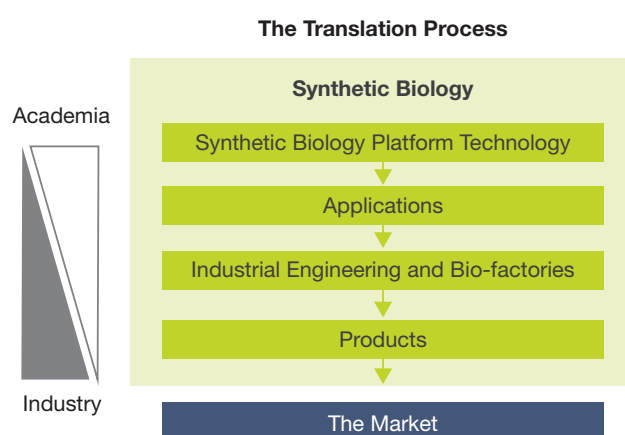 The Translation Process
Synthetic Biology
Academia
Synthetic Biology Platform Technology
Applications
Industrial Engineering and Bio-factories
Products
Industry
The Market